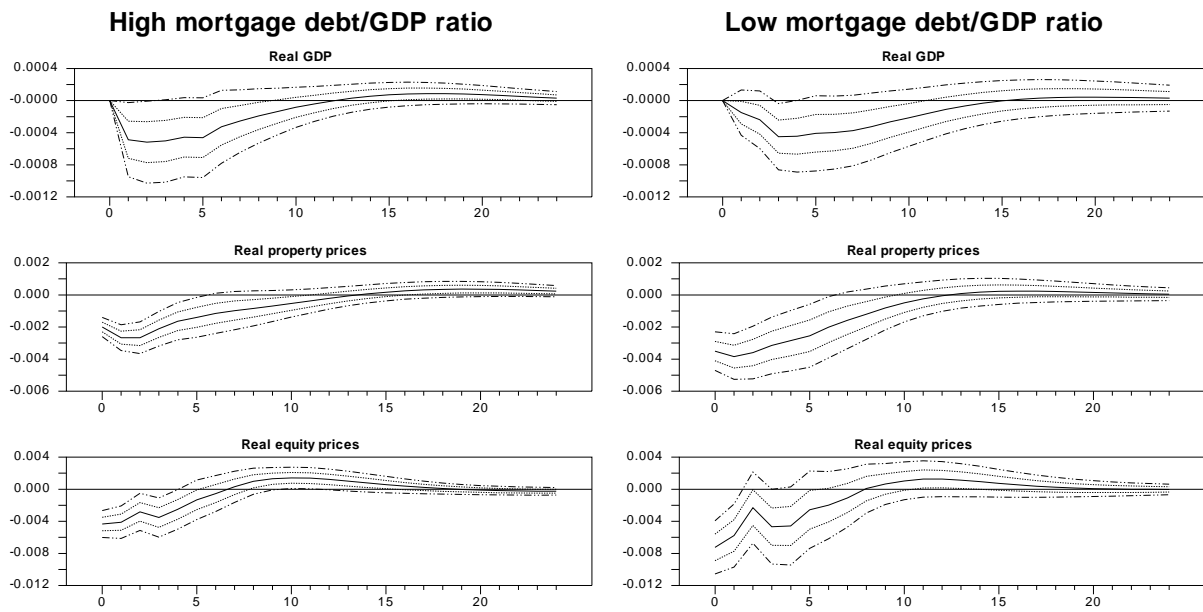 High mortgage debt/GDP ratio
Real GDP
0.0004
-0.0000
-0.0004
-0.0008
-0.0012
0 5 10 15 20
Real property prices
0.002
0.000
-0.002
-0.004
-0.006
0 5 10 15 20
Real equity prices
0.004
0.000
-0.004
-0.008
-0.012
0 5 10 15 20
Low mortgage debt/GDP ratio
Real GDP
0.0004
-0.0000
-0.0004
-0.0008
-0.0012
0 5 10 15 20
Real property prices
0.002
0.000
-0.002
-0.004
-0.006
0 5 10 15 20
Real equity prices
0.004
0.000
-0.004
-0.008
-0.012
0 5 10 15 20